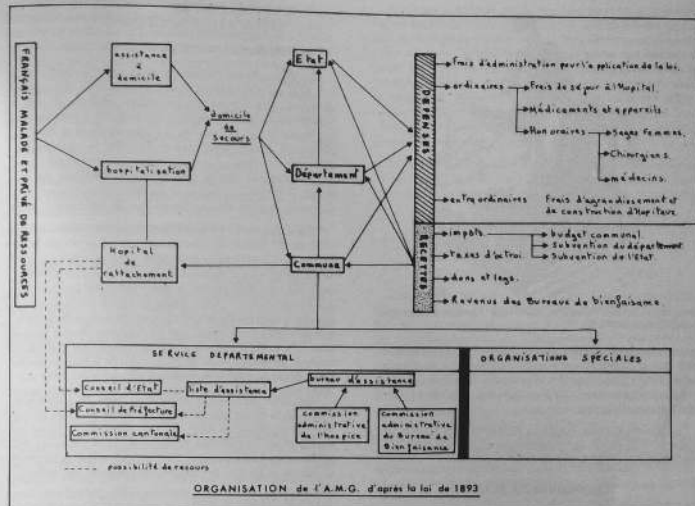 FRANÇAIS MALADE ET PRIVÉ DE RESSOURCES
assistance
à
domicile
hospitalisation
domicile
de
secours
Hopital
de
rattachement
Etat
Département
Commune
DÉPENSES
Frais d'administration pour l'application de la loi.
ordinaires
Frais de séjour à l'Hopital.
Médicaments et appareils.
Honoraires
Sages femmes.
Chirurgiens.
médecins.
extraordinaires
Frais d'agrandissement et
de construction d'Hopitaux
RECETTES
impots.
budget communal.
Subvention du département
Subvention de l'Etat.
taxes d'octroi
dons et legs.
Revenus des Bureaux de bienfaisance.
SERVICE DEPARTEMENTAL
ORGANISATIONS SPÉCIALES
Conseil d'Etat
liste d'assistance
bureau d'assistance
Conseil de Préfecture
Commission cantonale
commission
administrative
de l'hospice
Commission
administrative
du Bureau de
Bienfaisance
possibilité de recours
ORGANISATION de l'A.M.G. d'après la loi de 1893